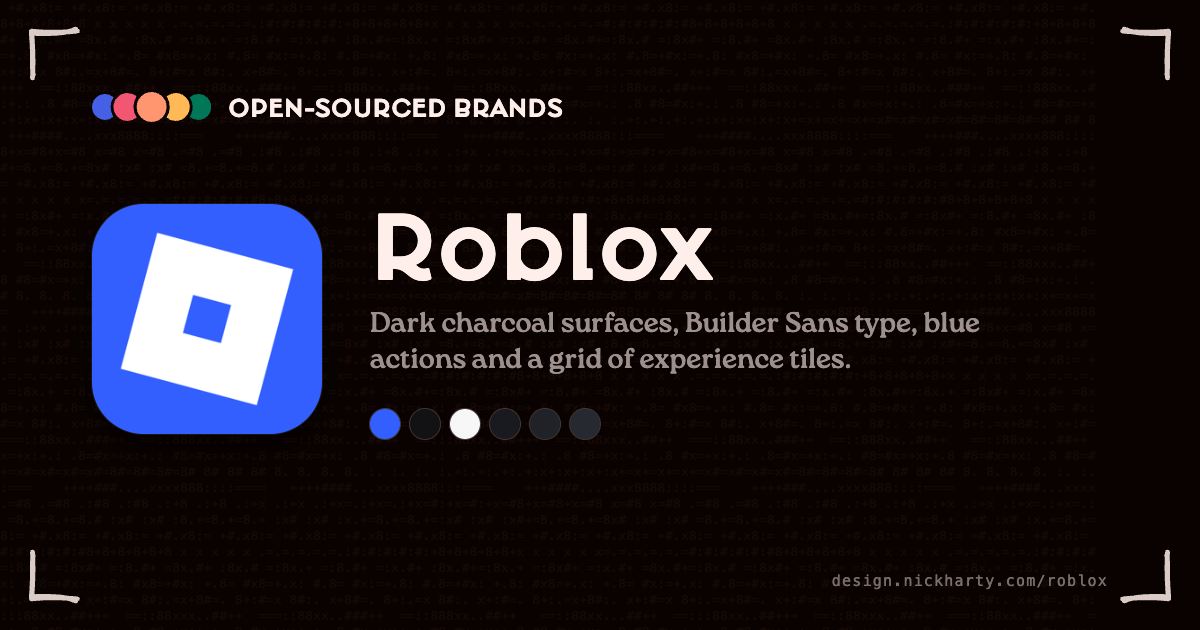 OPEN-SOURCED BRANDS
Roblox
Dark charcoal surfaces, Builder Sans type, blue
actions and a grid of experience tiles.
design.nickharty.com/roblox